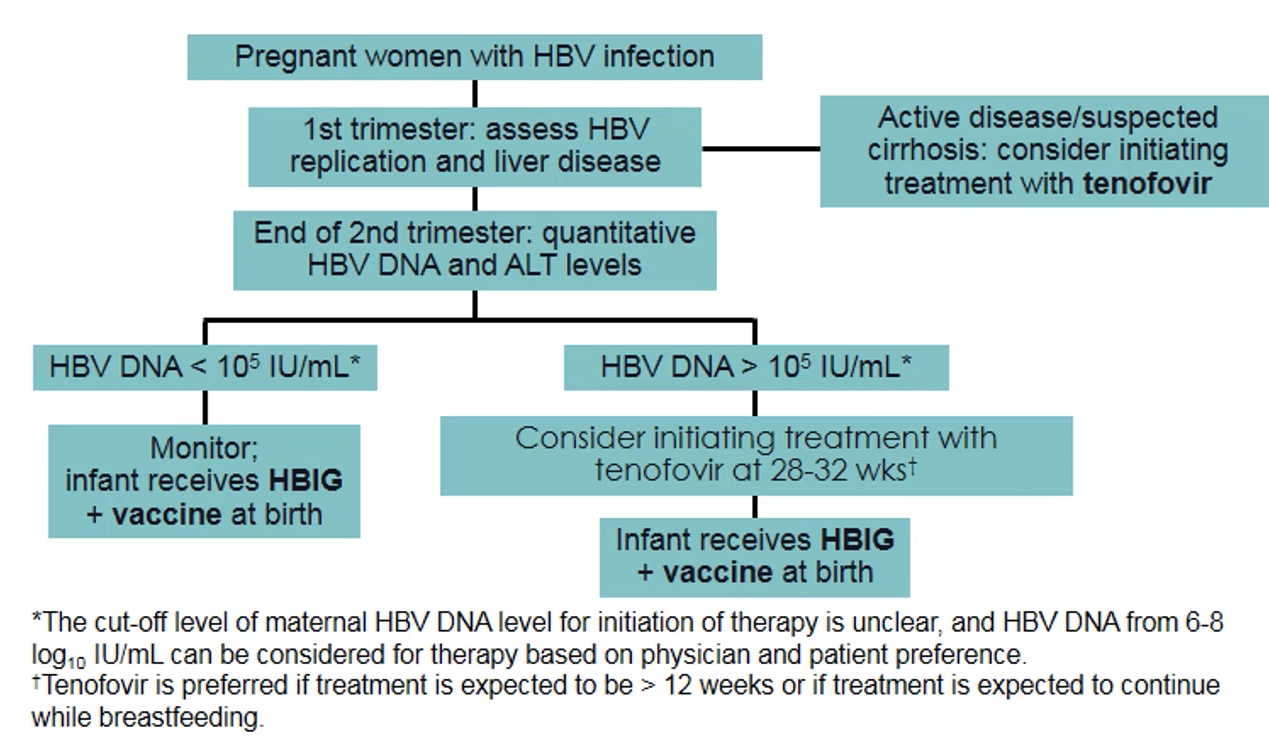 Pregnant women with HBV infection
1st trimester: assess HBV
replication and liver disease
Active disease/suspected
cirrhosis: consider initiating
treatment with tenofovir
End of 2nd trimester: quantitative
HBV DNA and ALT levels
HBV DNA < 10⁵ IU/mL*
HBV DNA > 10⁵ IU/mL*
Monitor;
infant receives HBIG
+ vaccine at birth
Consider initiating treatment with
tenofovir at 28-32 wks†
Infant receives HBIG
+ vaccine at birth
*The cut-off level of maternal HBV DNA level for initiation of therapy is unclear, and HBV DNA from 6-8
log₁₀ IU/mL can be considered for therapy based on physician and patient preference.
†Tenofovir is preferred if treatment is expected to be > 12 weeks or if treatment is expected to continue
while breastfeeding.